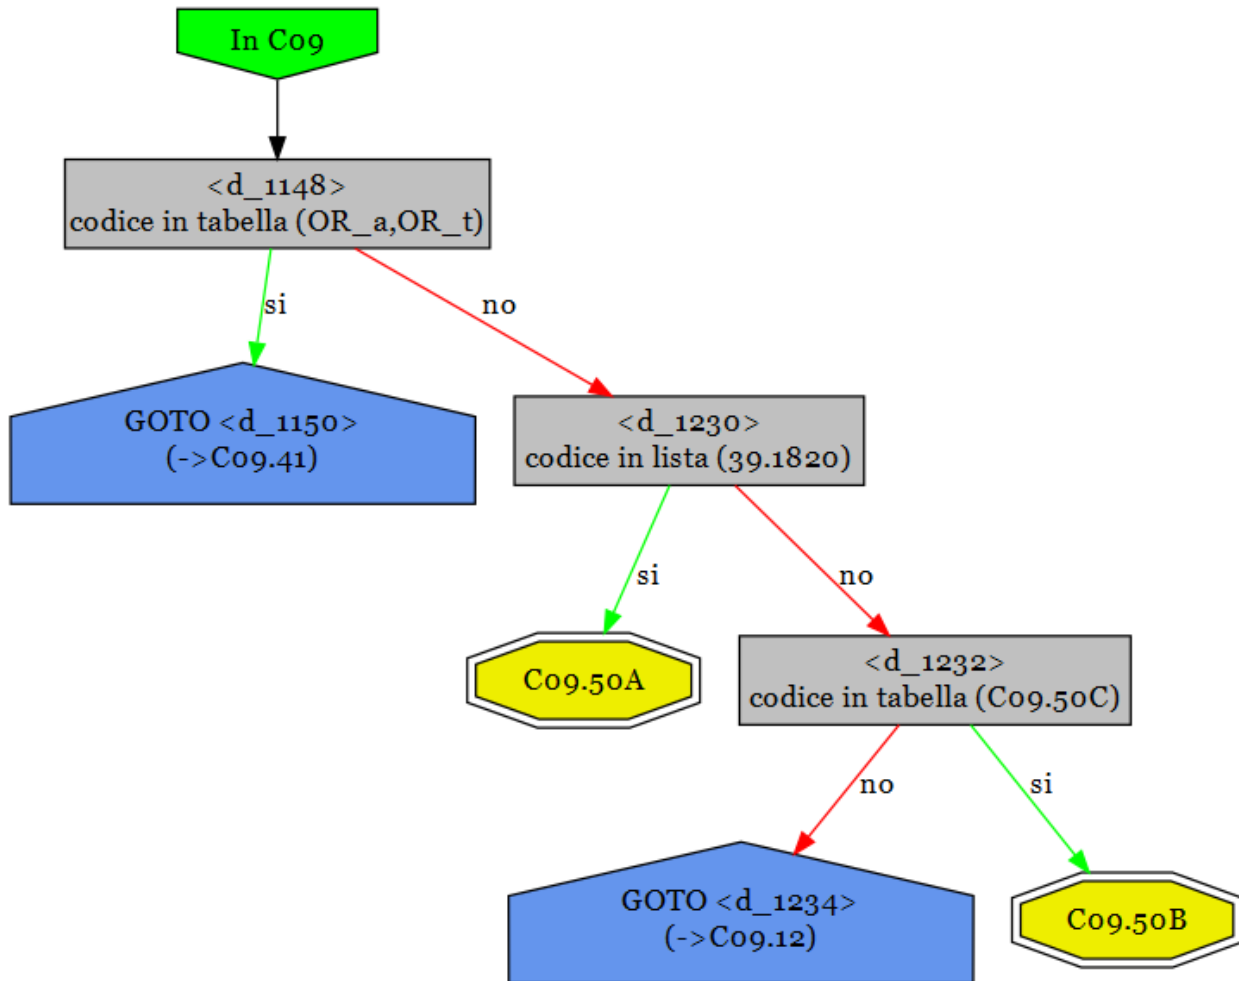 In C09
<d_1148>
codice in tabella (OR_a,OR_t)
si
no
GOTO <d_1150>
(->C09.41)
<d_1230>
codice in lista (39.1820)
si
no
C09.50A
<d_1232>
codice in tabella (C09.50C)
no
si
GOTO <d_1234>
(->C09.12)
C09.50B